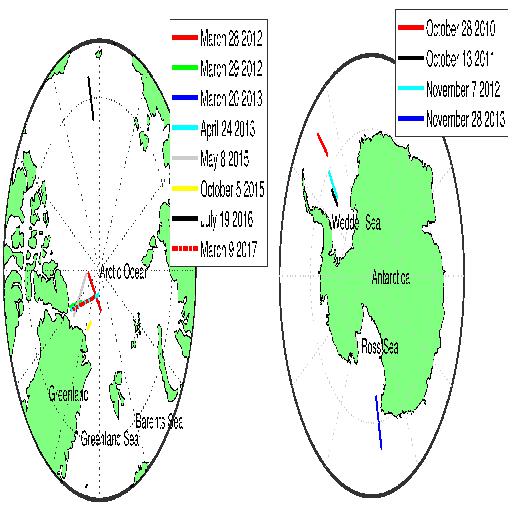 March 28 2012
March 29 2012
March 20 2013
April 24 2013
May 8 2015
October 5 2015
July 19 2016
March 9 2017
Arctic Ocean
Greenland
Barents Sea
Greenland Sea
October 28 2010
October 13 2011
November 7 2012
November 28 2013
Weddel Sea
Antarctica
Ross Sea